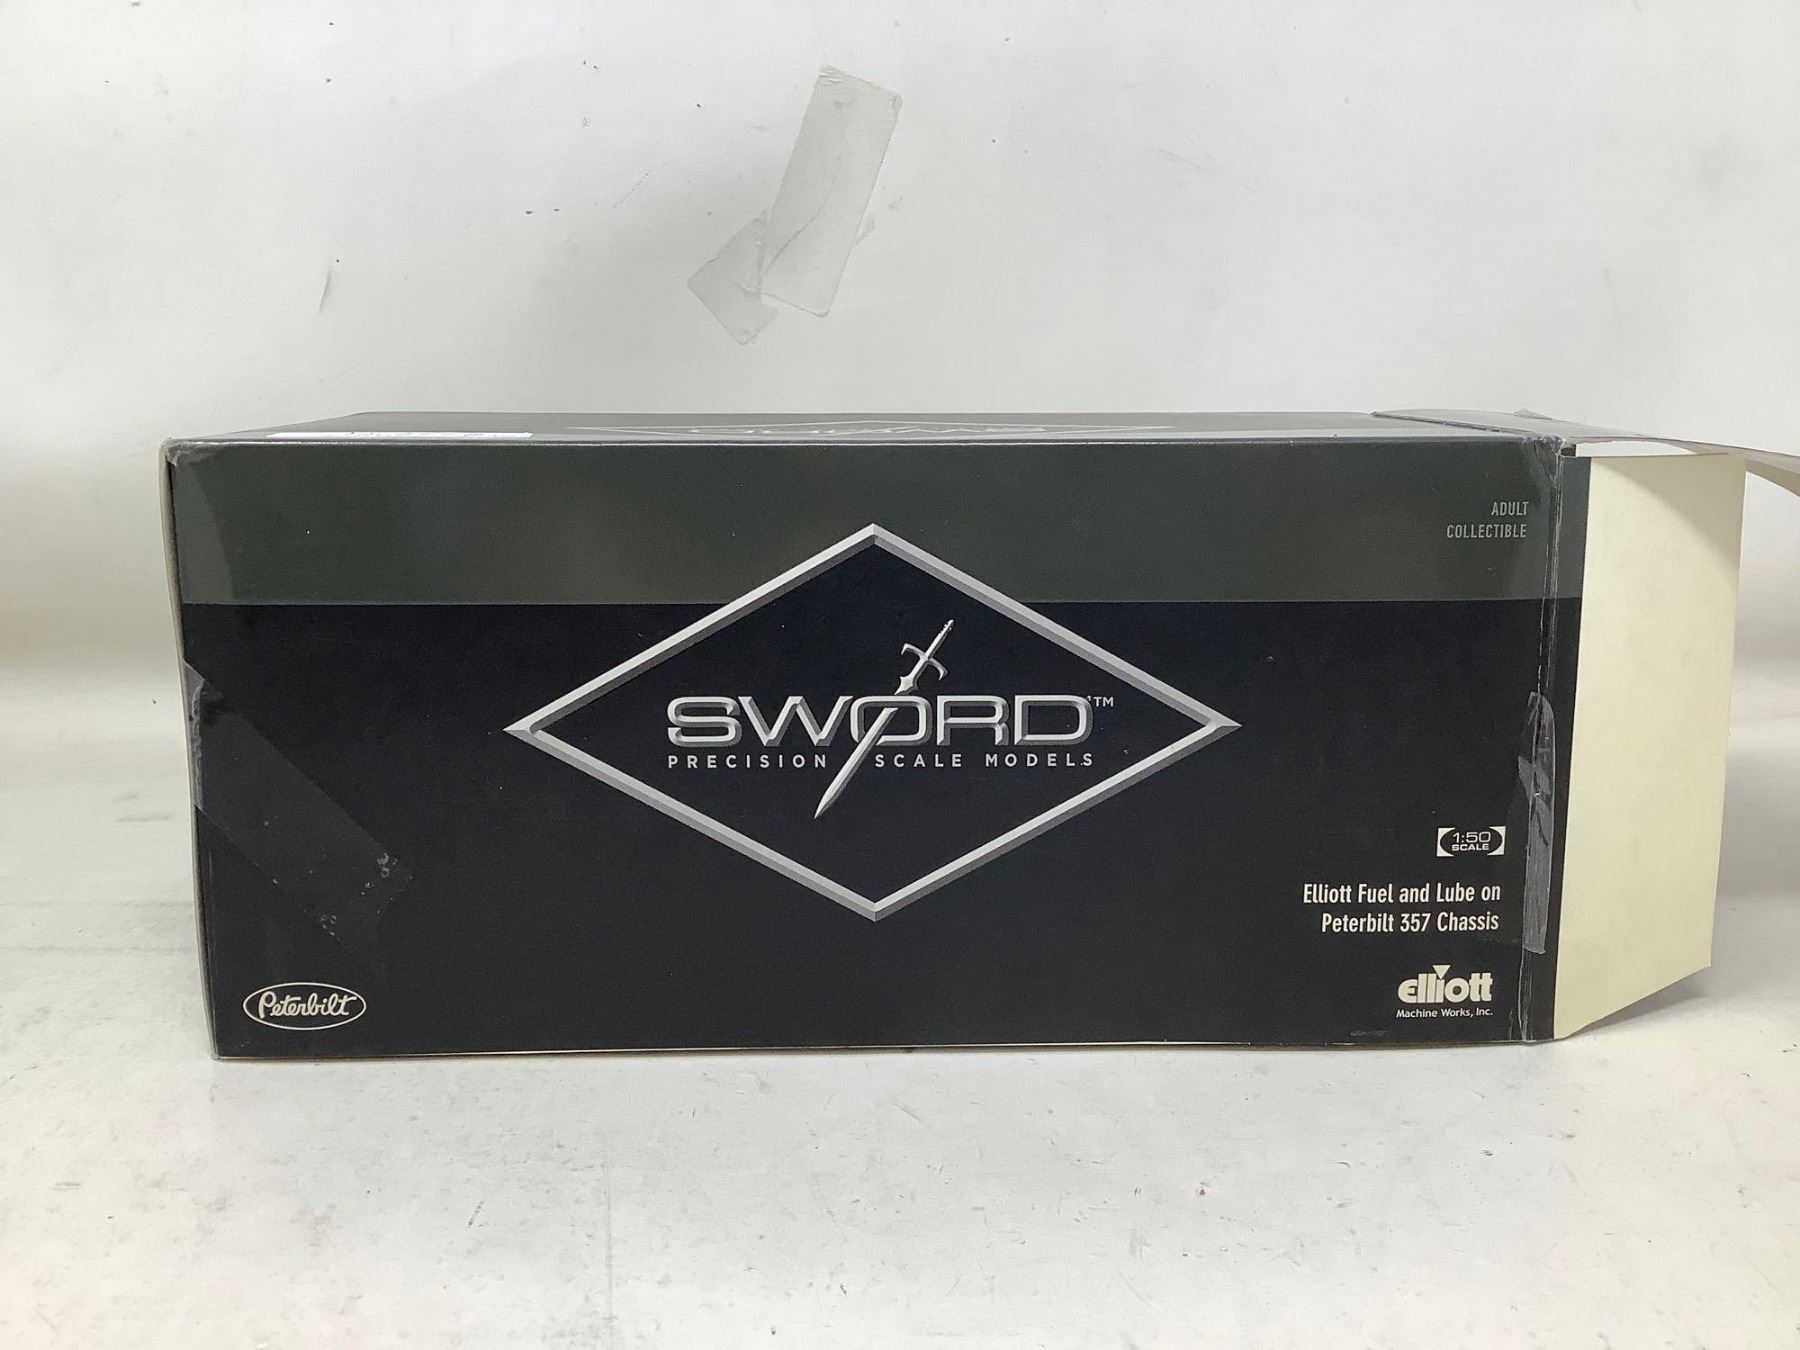 ADULT
COLLECTIBLE
SWORD™
PRECISION SCALE MODELS
1:50
SCALE
Elliott Fuel and Lube on
Peterbilt 357 Chassis
Peterbilt
elliott
Machine Works, Inc.